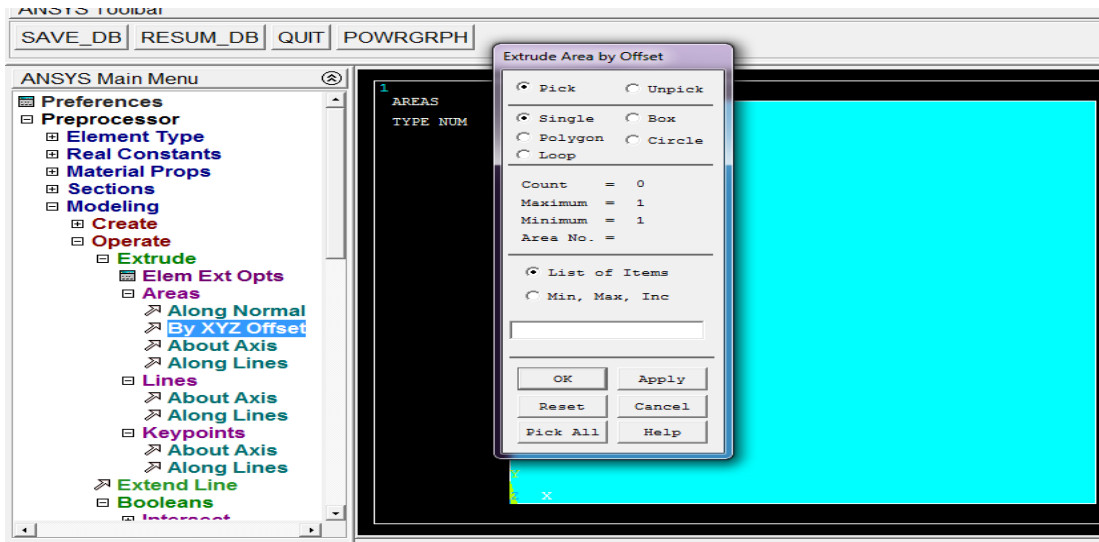 ANSYS Toolbar
SAVE_DB RESUM_DB QUIT POWRGRPH
ANSYS Main Menu
Preferences
Preprocessor
Element Type
Real Constants
Material Props
Sections
Modeling
Create
Operate
Extrude
Elem Ext Opts
Areas
Along Normal
By XYZ Offset
About Axis
Along Lines
Lines
About Axis
Along Lines
Keypoints
About Axis
Along Lines
Extend Line
Booleans
Intersect
1
AREAS
TYPE NUM
Extrude Area by Offset
Pick Unpick
Single Box
Polygon Circle
Loop
Count = 0
Maximum = 1
Minimum = 1
Area No. =
List of Items
Min, Max, Inc
OK Apply
Reset Cancel
Pick All Help
Y
Z X